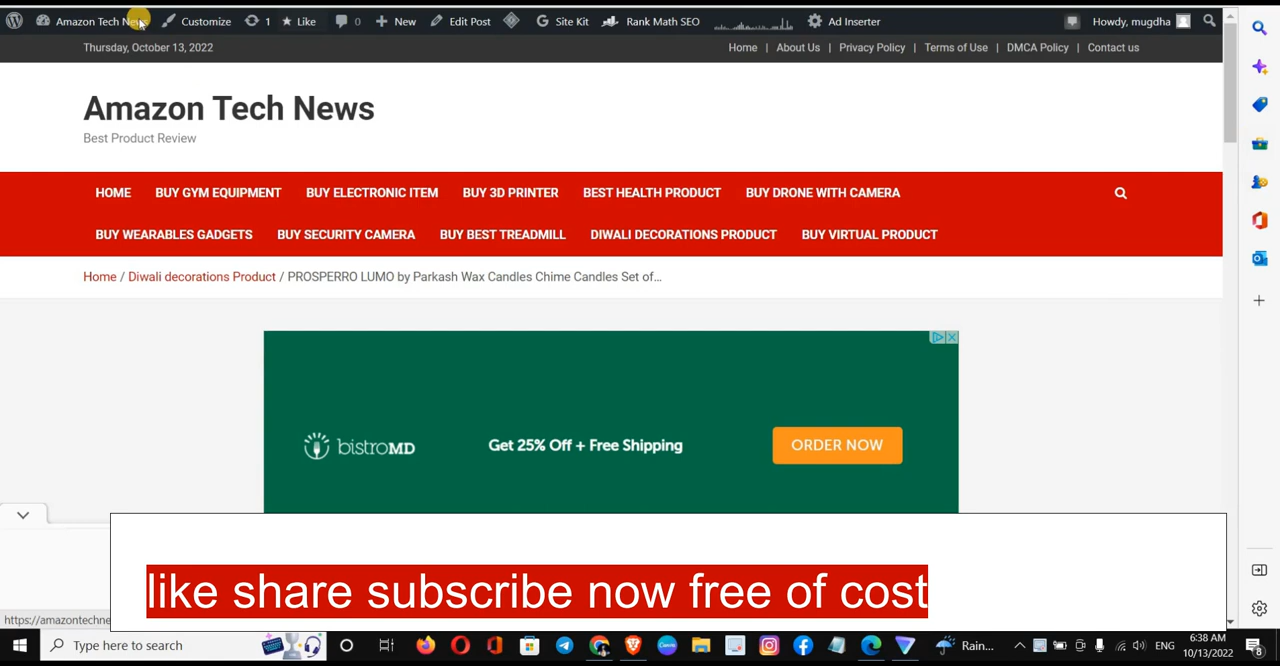 Amazon Tech News Customize 1 Like 0 New Edit Post Site Kit Rank Math SEO Ad Inserter Howdy, mugdha
Thursday, October 13, 2022 Home | About Us | Privacy Policy | Terms of Use | DMCA Policy | Contact us
Amazon Tech News
Best Product Review
HOME BUY GYM EQUIPMENT BUY ELECTRONIC ITEM BUY 3D PRINTER BEST HEALTH PRODUCT BUY DRONE WITH CAMERA
BUY WEARABLES GADGETS BUY SECURITY CAMERA BUY BEST TREADMILL DIWALI DECORATIONS PRODUCT BUY VIRTUAL PRODUCT
Home / Diwali decorations Product / PROSPERRO LUMO by Parkash Wax Candles Chime Candles Set of...
bistroMD Get 25% Off + Free Shipping ORDER NOW
like share subscribe now free of cost
https://amazontechne
Type here to search Rain... ENG 6:38 AM
10/13/2022 8